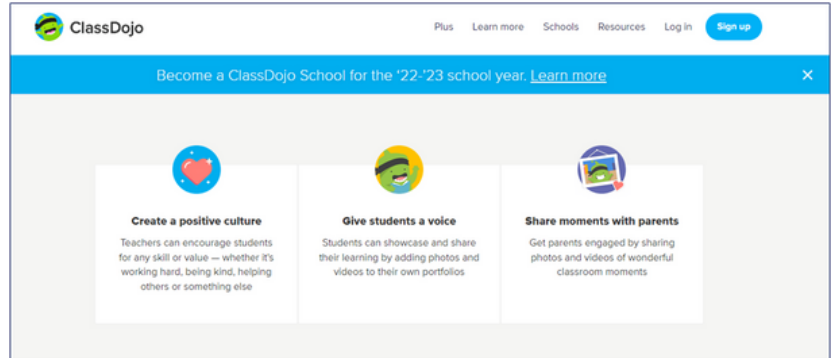 ClassDojo
Plus Learn more Schools Resources Log in Sign up
Become a ClassDojo School for the ‘22-’23 school year. Learn more
Create a positive culture
Teachers can encourage students
for any skill or value — whether it's
working hard, being kind, helping
others or something else
Give students a voice
Students can showcase and share
their learning by adding photos and
videos to their own portfolios
Share moments with parents
Get parents engaged by sharing
photos and videos of wonderful
classroom moments